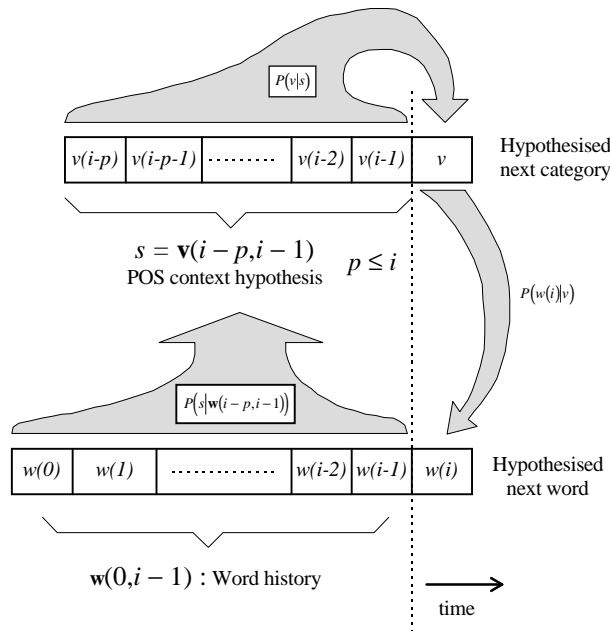 P(v|s)
v(i-p) v(i-p-1) ········ v(i-2) v(i-1) v
Hypothesised
next category
s = v(i − p, i − 1) p ≤ i
POS context hypothesis
P(w(i)|v)
P(s|w(i − p, i − 1))
w(0) w(1) ················ w(i-2) w(i-1) w(i)
Hypothesised
next word
w(0, i − 1) : Word history
time